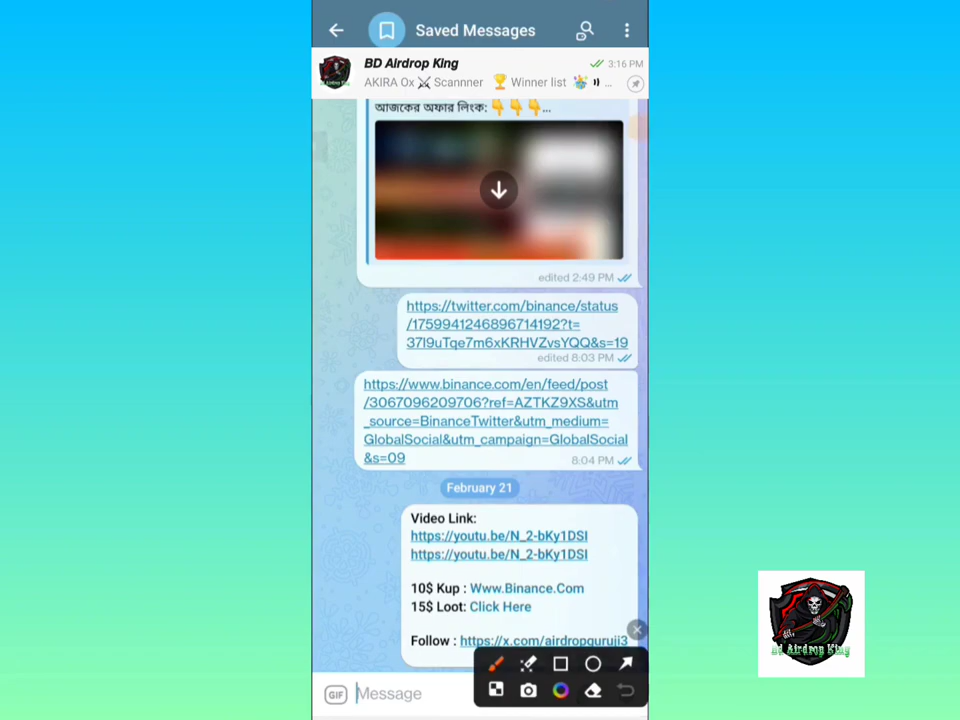 Saved Messages
BD Airdrop King
3:16 PM
AKIRA Ox ⚔ Scannner 🏆 Winner list 🎉 ...
আজকের অফার লিংক: 👇👇👇...
edited 2:49 PM
https://twitter.com/binance/status
/1759941246896714192?t=
37I9uTqe7m6xKRHVZvsYQQ&s=19
edited 8:03 PM
https://www.binance.com/en/feed/post
/3067096209706?ref=AZTKZ9XS&utm
_source=BinanceTwitter&utm_medium=
GlobalSocial&utm_campaign=GlobalSocial
&s=09
8:04 PM
February 21
Video Link:
https://youtu.be/N_2-bKy1DSI
https://youtu.be/N_2-bKy1DSI
10$ Kup : Www.Binance.Com
15$ Loot: Click Here
Follow : https://x.com/airdropguruji3
GIF Message
Bd Airdrop King